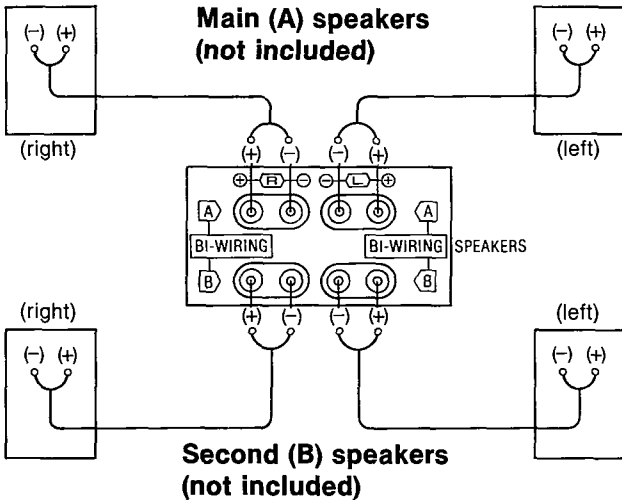 Main (A) speakers
(not included)
(−) (+)
(−) (+)
(right)
(left)
(+) (−) (−) (+)
⊕ R ⊖ ⊖ L ⊕
A A
BI-WIRING BI-WIRING SPEAKERS
B B
(right)
(left)
(+) (−) (−) (+)
(−) (+)
(−) (+)
Second (B) speakers
(not included)